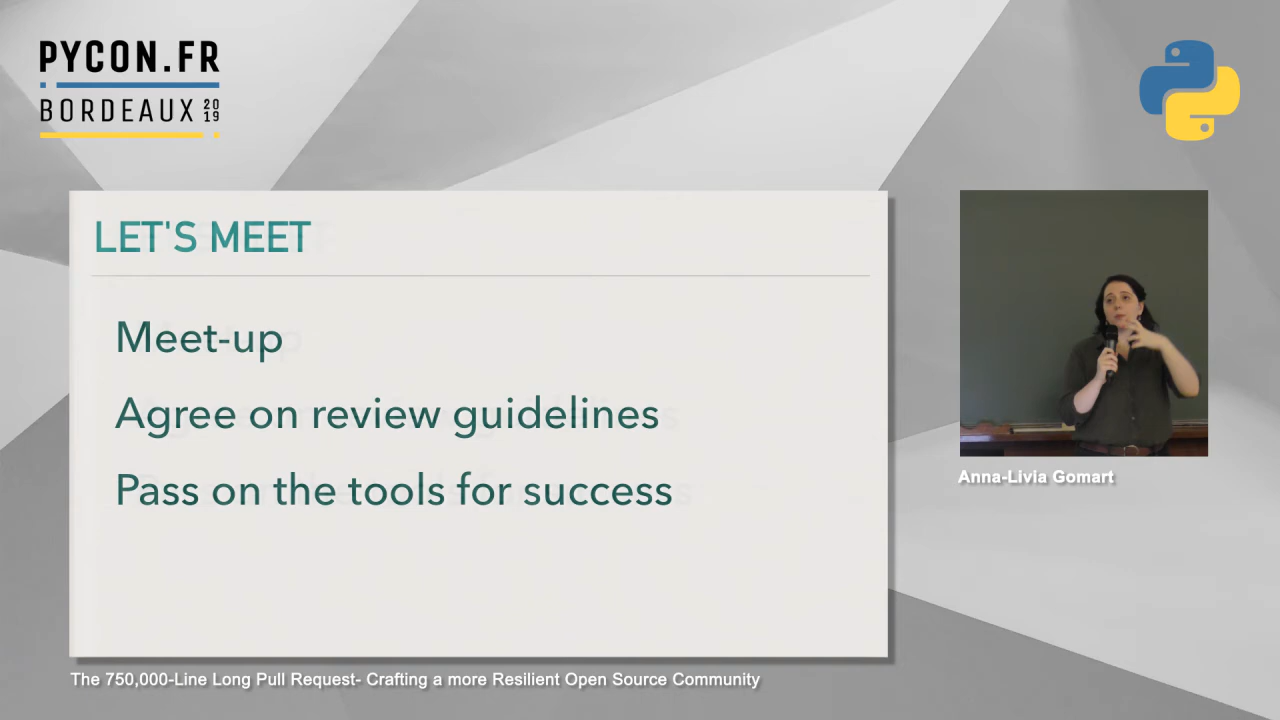 PYCON.FR
BORDEAUX 2019
LET'S MEET
Meet-up
Agree on review guidelines
Pass on the tools for success
Anna-Livia Gomart
The 750,000-Line Long Pull Request- Crafting a more Resilient Open Source Community